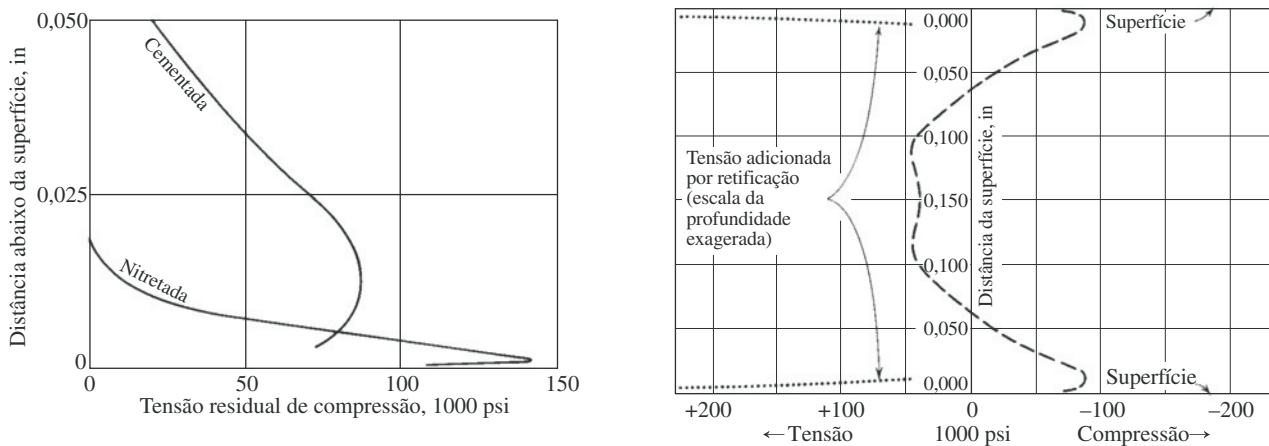 0,050
Distância abaixo da superfície, in
0,025
0
Cementada
Nitretada
0
50
100
150
Tensão residual de compressão, 1000 psi
0,000
Superfície
0,050
0,100
Tensão adicionada
por retificação
(escala da
profundidade
exagerada)
0,150
Distância da superfície, in
0,100
0,050
0,000
Superfície
+200
+100
0
–100
–200
←Tensão
1000 psi
Compressão→